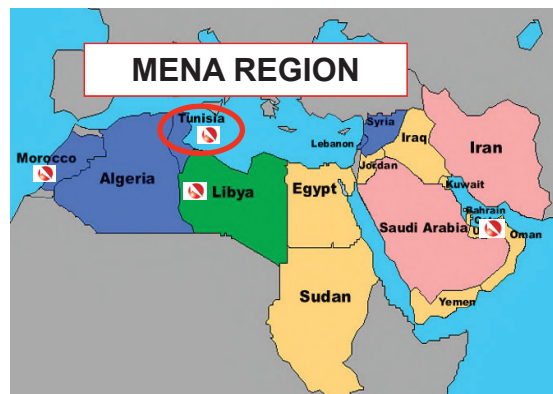 MENA REGION
Tunisia
Morocco
Algeria
Libya
Egypt
Sudan
Lebanon
Syria
Iraq
Jordan
Iran
Kuwait
Bahrain
Saudi Arabia
Oman
Yemen